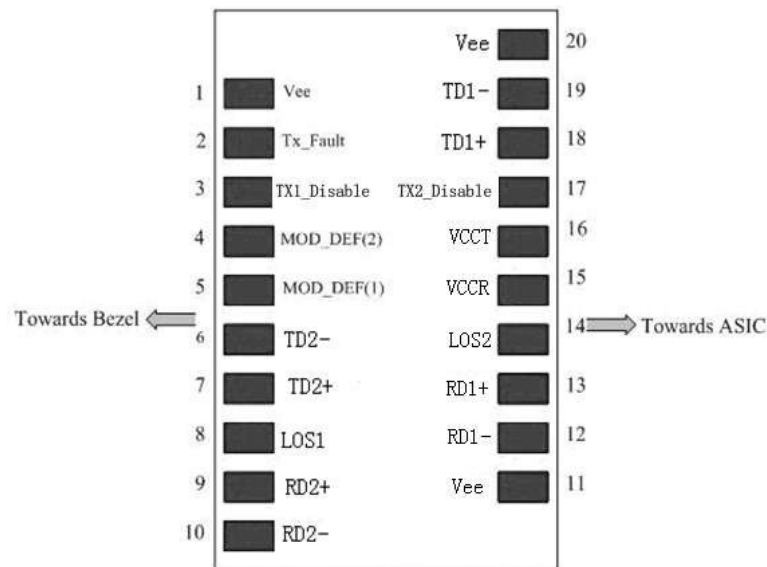 Vee 20
1 Vee TD1- 19
2 Tx_Fault TD1+ 18
3 TX1_Disable TX2_Disable 17
4 MOD_DEF(2) VCCT 16
5 MOD_DEF(1) VCCR 15
Towards Bezel 6 TD2- LOS2 14 Towards ASIC
7 TD2+ RD1+ 13
8 LOS1 RD1- 12
9 RD2+ Vee 11
10 RD2-